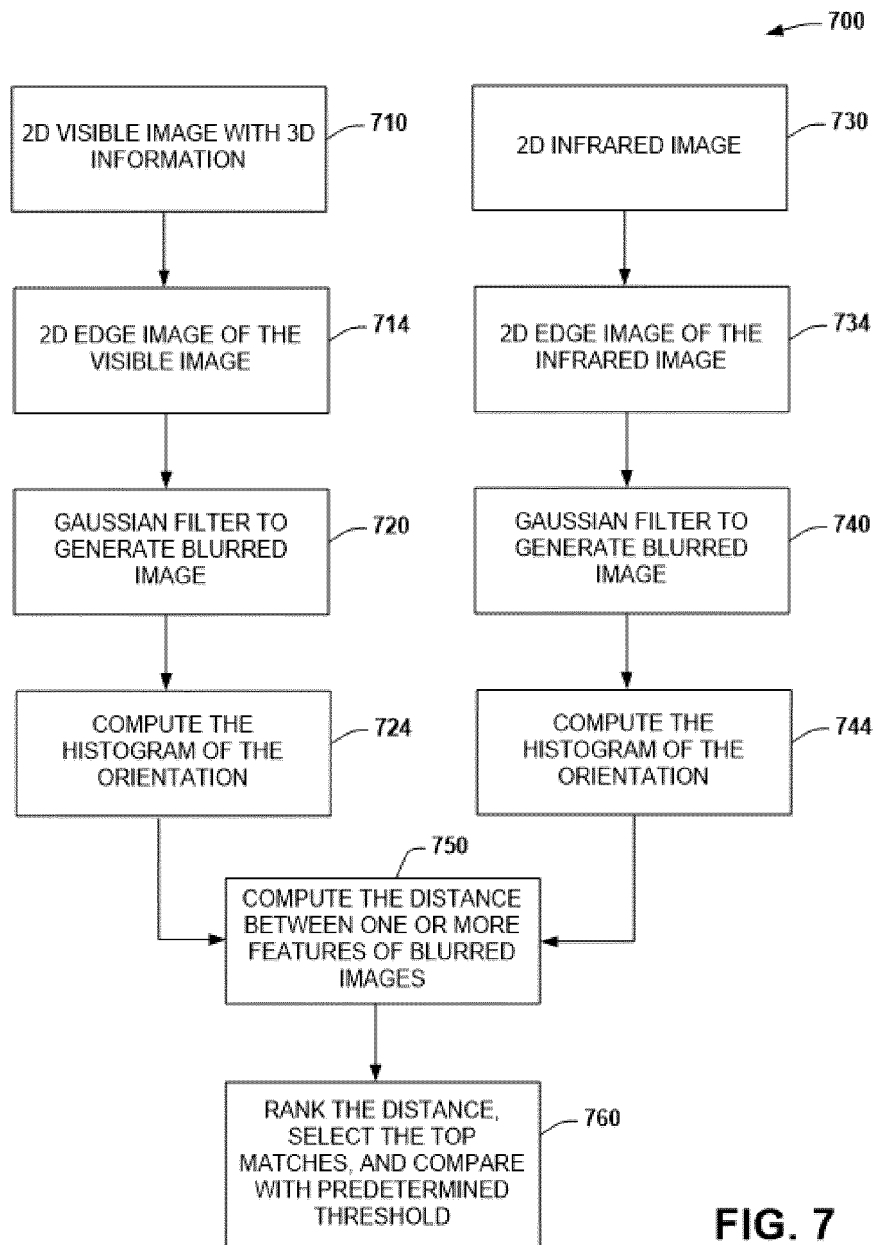 700
2D VISIBLE IMAGE WITH 3D
INFORMATION
710
2D INFRARED IMAGE
730
2D EDGE IMAGE OF THE
VISIBLE IMAGE
714
2D EDGE IMAGE OF THE
INFRARED IMAGE
734
GAUSSIAN FILTER TO
GENERATE BLURRED
IMAGE
720
GAUSSIAN FILTER TO
GENERATE BLURRED
IMAGE
740
COMPUTE THE
HISTOGRAM OF THE
ORIENTATION
724
COMPUTE THE
HISTOGRAM OF THE
ORIENTATION
744
750
COMPUTE THE DISTANCE
BETWEEN ONE OR MORE
FEATURES OF BLURRED
IMAGES
RANK THE DISTANCE,
SELECT THE TOP
MATCHES, AND COMPARE
WITH PREDETERMINED
THRESHOLD
760
FIG. 7